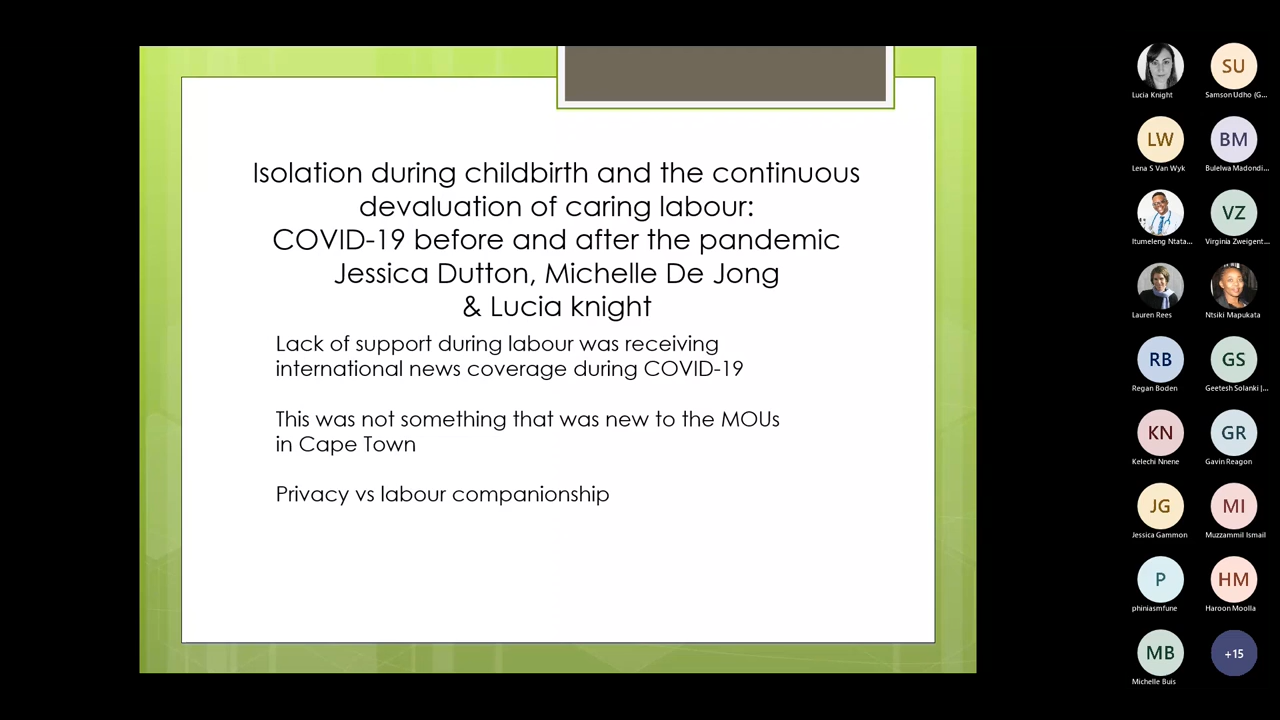 Isolation during childbirth and the continuous
devaluation of caring labour:
COVID-19 before and after the pandemic
Jessica Dutton, Michelle De Jong
& Lucia knight
Lack of support during labour was receiving
international news coverage during COVID-19
This was not something that was new to the MOUs
in Cape Town
Privacy vs labour companionship
Lucia Knight
SU
Samson Udho (G...
LW
Lena S Van Wyk
BM
Bulelwa Madondi...
Itumeleng Ntata...
VZ
Virginia Zweigent...
Lauren Rees
Ntsiki Mapukata
RB
Regan Boden
GS
Geetesh Solanki |...
KN
Kelechi Nnene
GR
Gavin Reagon
JG
Jessica Gammon
MI
Muzzammil Ismail
P
phiniasmfune
HM
Haroon Moolla
MB
Michelle Buis
+15